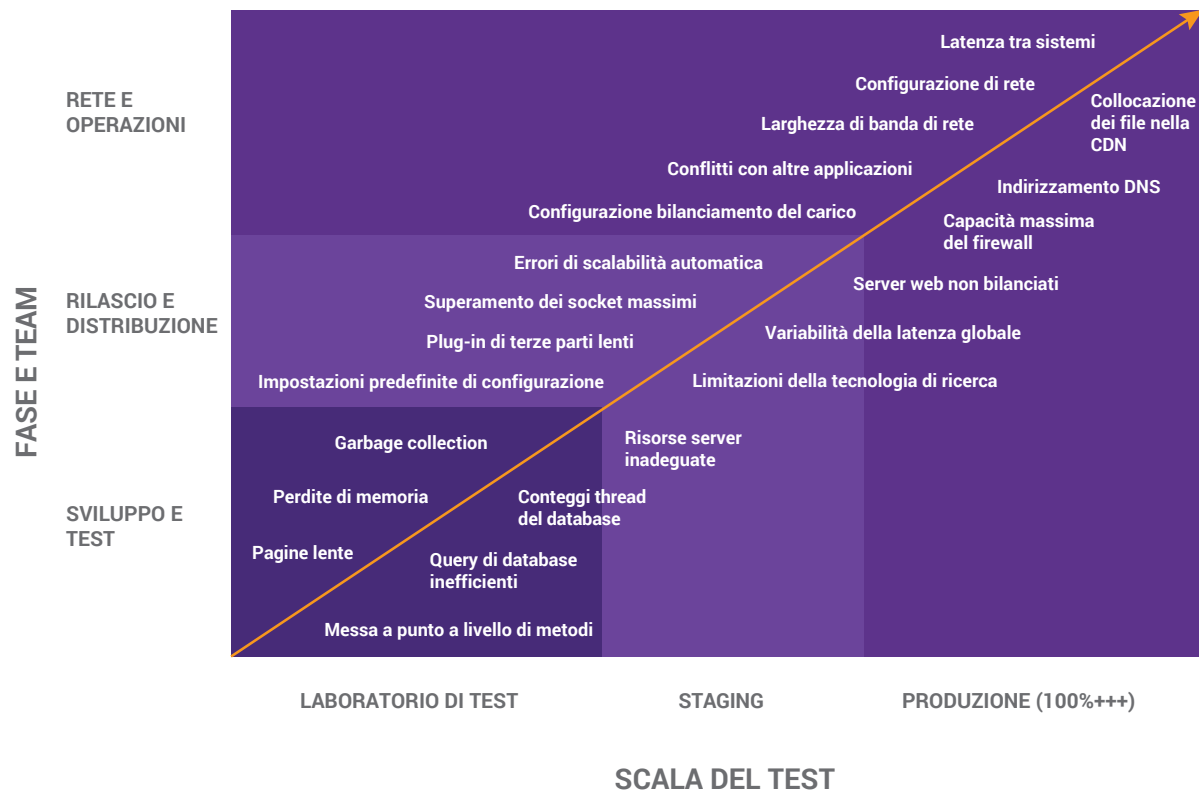 Latenza tra sistemi
Configurazione di rete
RETE E
OPERAZIONI
Collocazione
dei file nella
CDN
Larghezza di banda di rete
Conflitti con altre applicazioni
Indirizzamento DNS
Configurazione bilanciamento del carico
Capacità massima
del firewall
Errori di scalabilità automatica
Server web non bilanciati
RILASCIO E
DISTRIBUZIONE
Superamento dei socket massimi
Plug-in di terze parti lenti
Variabilità della latenza globale
Impostazioni predefinite di configurazione
Limitazioni della tecnologia di ricerca
FASE E TEAM
Garbage collection
Risorse server
inadeguate
Perdite di memoria
Conteggi thread
del database
SVILUPPO E
TEST
Pagine lente
Query di database
inefficienti
Messa a punto a livello di metodi
LABORATORIO DI TEST
STAGING
PRODUZIONE (100%+++)
SCALA DEL TEST